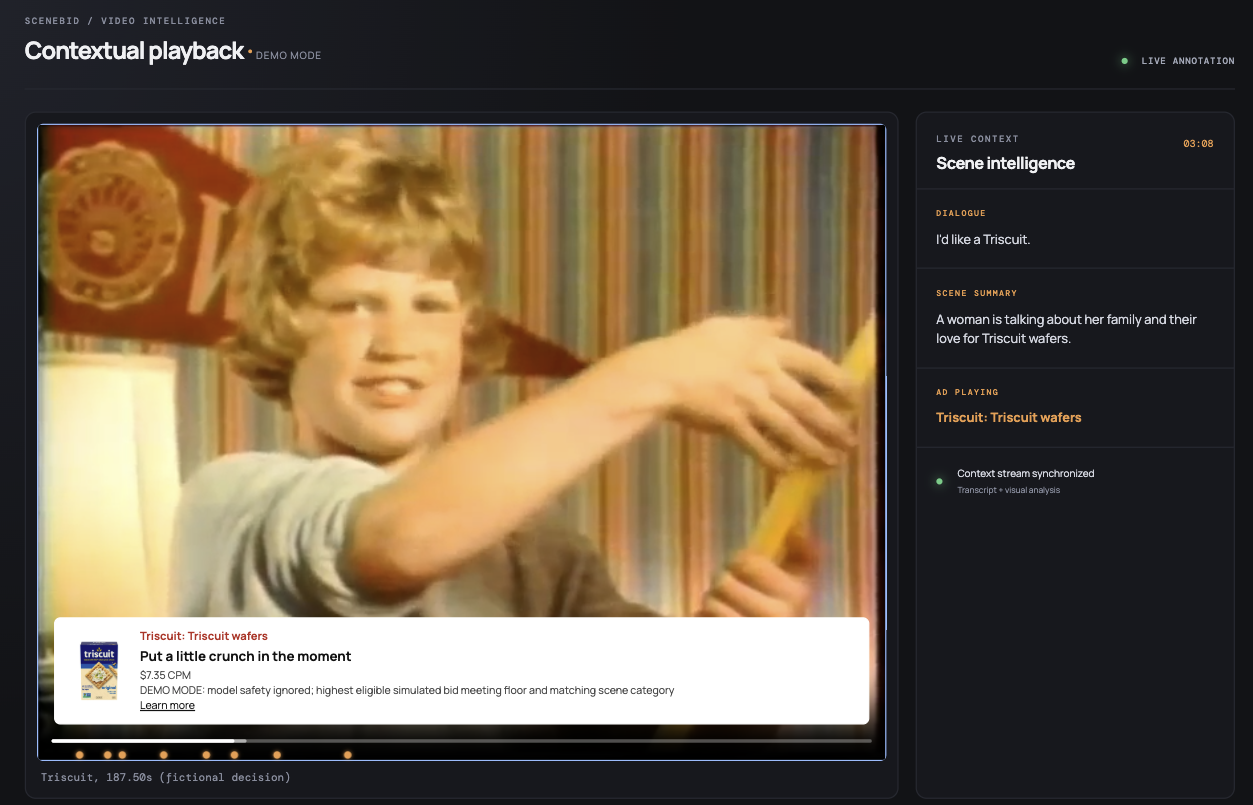 SCENEBID / VIDEO INTELLIGENCE
Contextual playback • DEMO MODE
LIVE ANNOTATION
Triscuit: Triscuit wafers
Put a little crunch in the moment
$7.35 CPM
DEMO MODE: model safety ignored; highest eligible simulated bid meeting floor and matching scene category
Learn more
triscuit
Triscuit, 187.50s (fictional decision)
LIVE CONTEXT
03:08
Scene intelligence
DIALOGUE
I'd like a Triscuit.
SCENE SUMMARY
A woman is talking about her family and their
love for Triscuit wafers.
AD PLAYING
Triscuit: Triscuit wafers
Context stream synchronized
Transcript + visual analysis